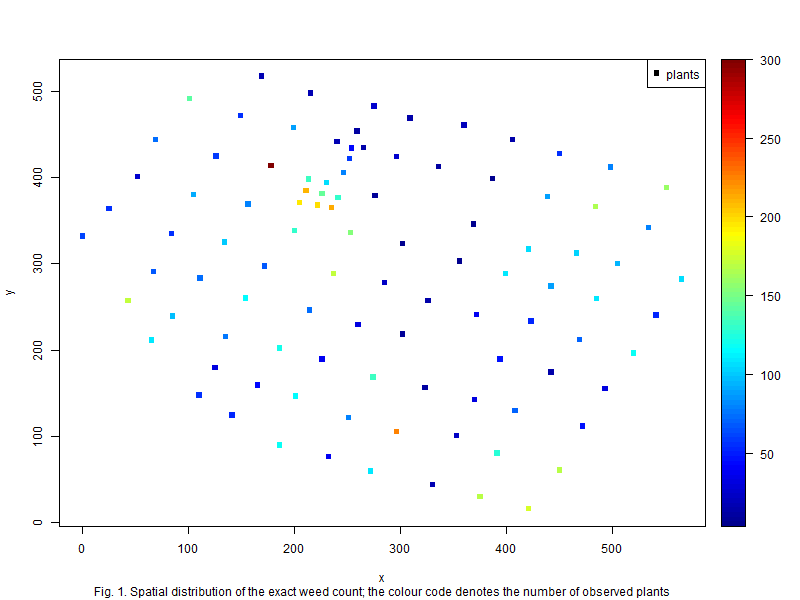 plants
300
250
200
150
100
50
500
400
300
200
100
0
y
0 100 200 300 400 500
x
Fig. 1. Spatial distribution of the exact weed count; the colour code denotes the number of observed plants